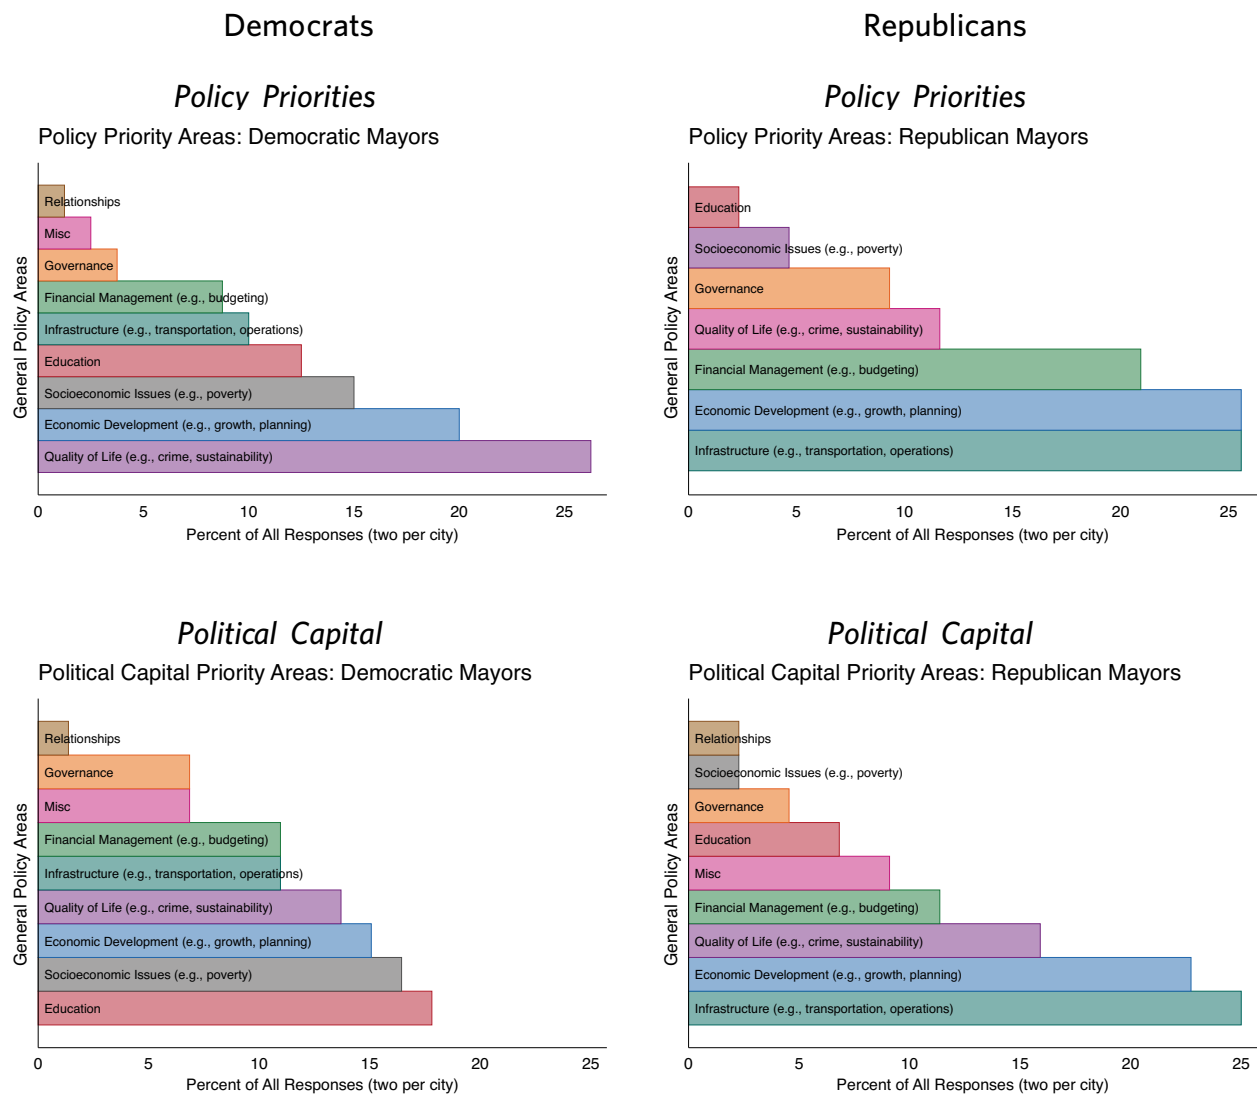 Democrats
Republicans
Policy Priorities
Policy Priorities
Policy Priority Areas: Democratic Mayors
General Policy Areas
Relationships
Misc
Governance
Financial Management (e.g., budgeting)
Infrastructure (e.g., transportation, operations)
Education
Socioeconomic Issues (e.g., poverty)
Economic Development (e.g., growth, planning)
Quality of Life (e.g., crime, sustainability)
0 5 10 15 20 25
Percent of All Responses (two per city)
Policy Priority Areas: Republican Mayors
General Policy Areas
Education
Socioeconomic Issues (e.g., poverty)
Governance
Quality of Life (e.g., crime, sustainability)
Financial Management (e.g., budgeting)
Economic Development (e.g., growth, planning)
Infrastructure (e.g., transportation, operations)
0 5 10 15 20 25
Percent of All Responses (two per city)
Political Capital
Political Capital
Political Capital Priority Areas: Democratic Mayors
General Policy Areas
Relationships
Governance
Misc
Financial Management (e.g., budgeting)
Infrastructure (e.g., transportation, operations)
Quality of Life (e.g., crime, sustainability)
Economic Development (e.g., growth, planning)
Socioeconomic Issues (e.g., poverty)
Education
0 5 10 15 20 25
Percent of All Responses (two per city)
Political Capital Priority Areas: Republican Mayors
General Policy Areas
Relationships
Socioeconomic Issues (e.g., poverty)
Governance
Education
Misc
Financial Management (e.g., budgeting)
Quality of Life (e.g., crime, sustainability)
Economic Development (e.g., growth, planning)
Infrastructure (e.g., transportation, operations)
0 5 10 15 20 25
Percent of All Responses (two per city)